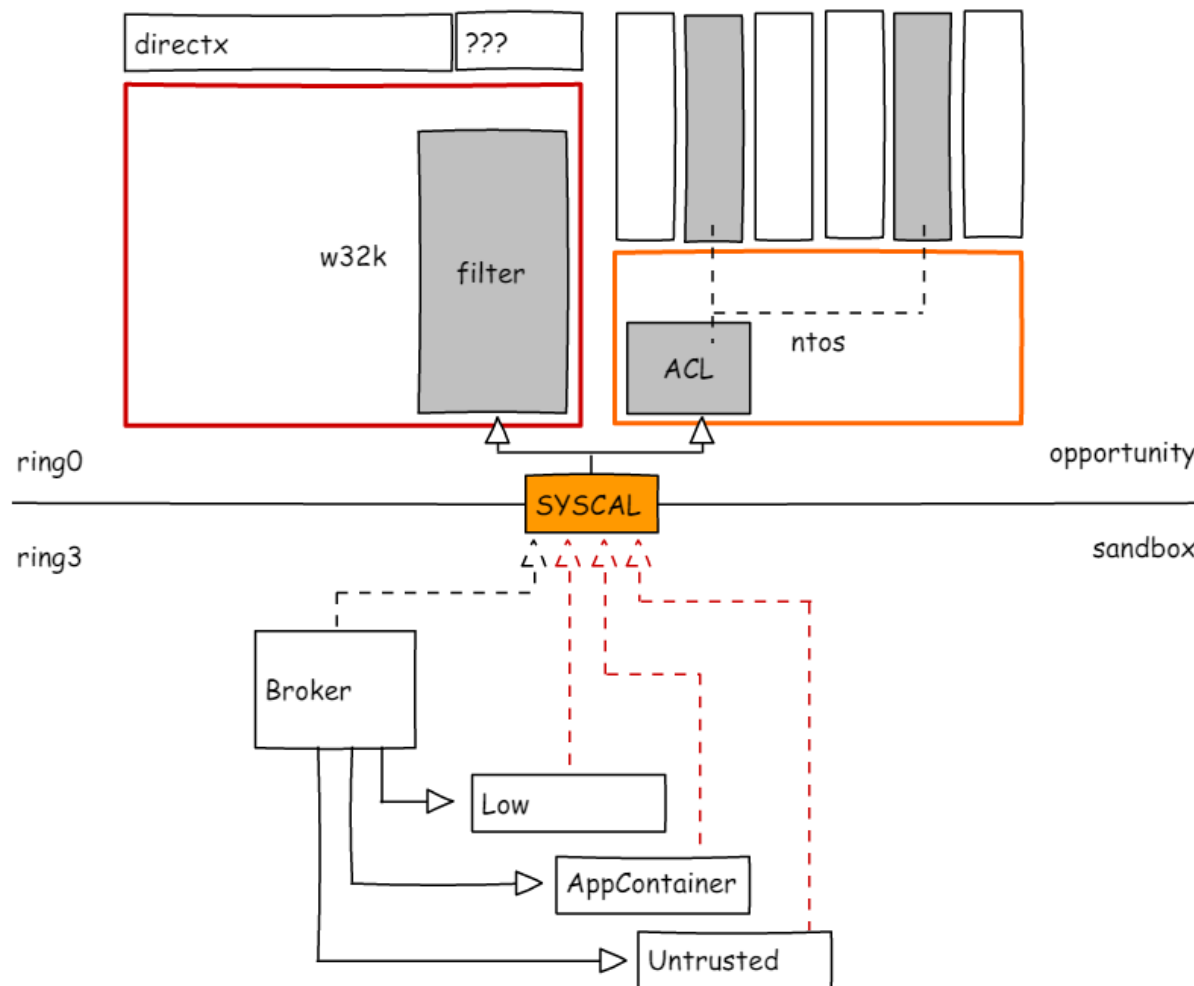 directx
???
w32k
filter
ACL
ntos
ring0
opportunity
SYSCAL
ring3
sandbox
Broker
Low
AppContainer
Untrusted